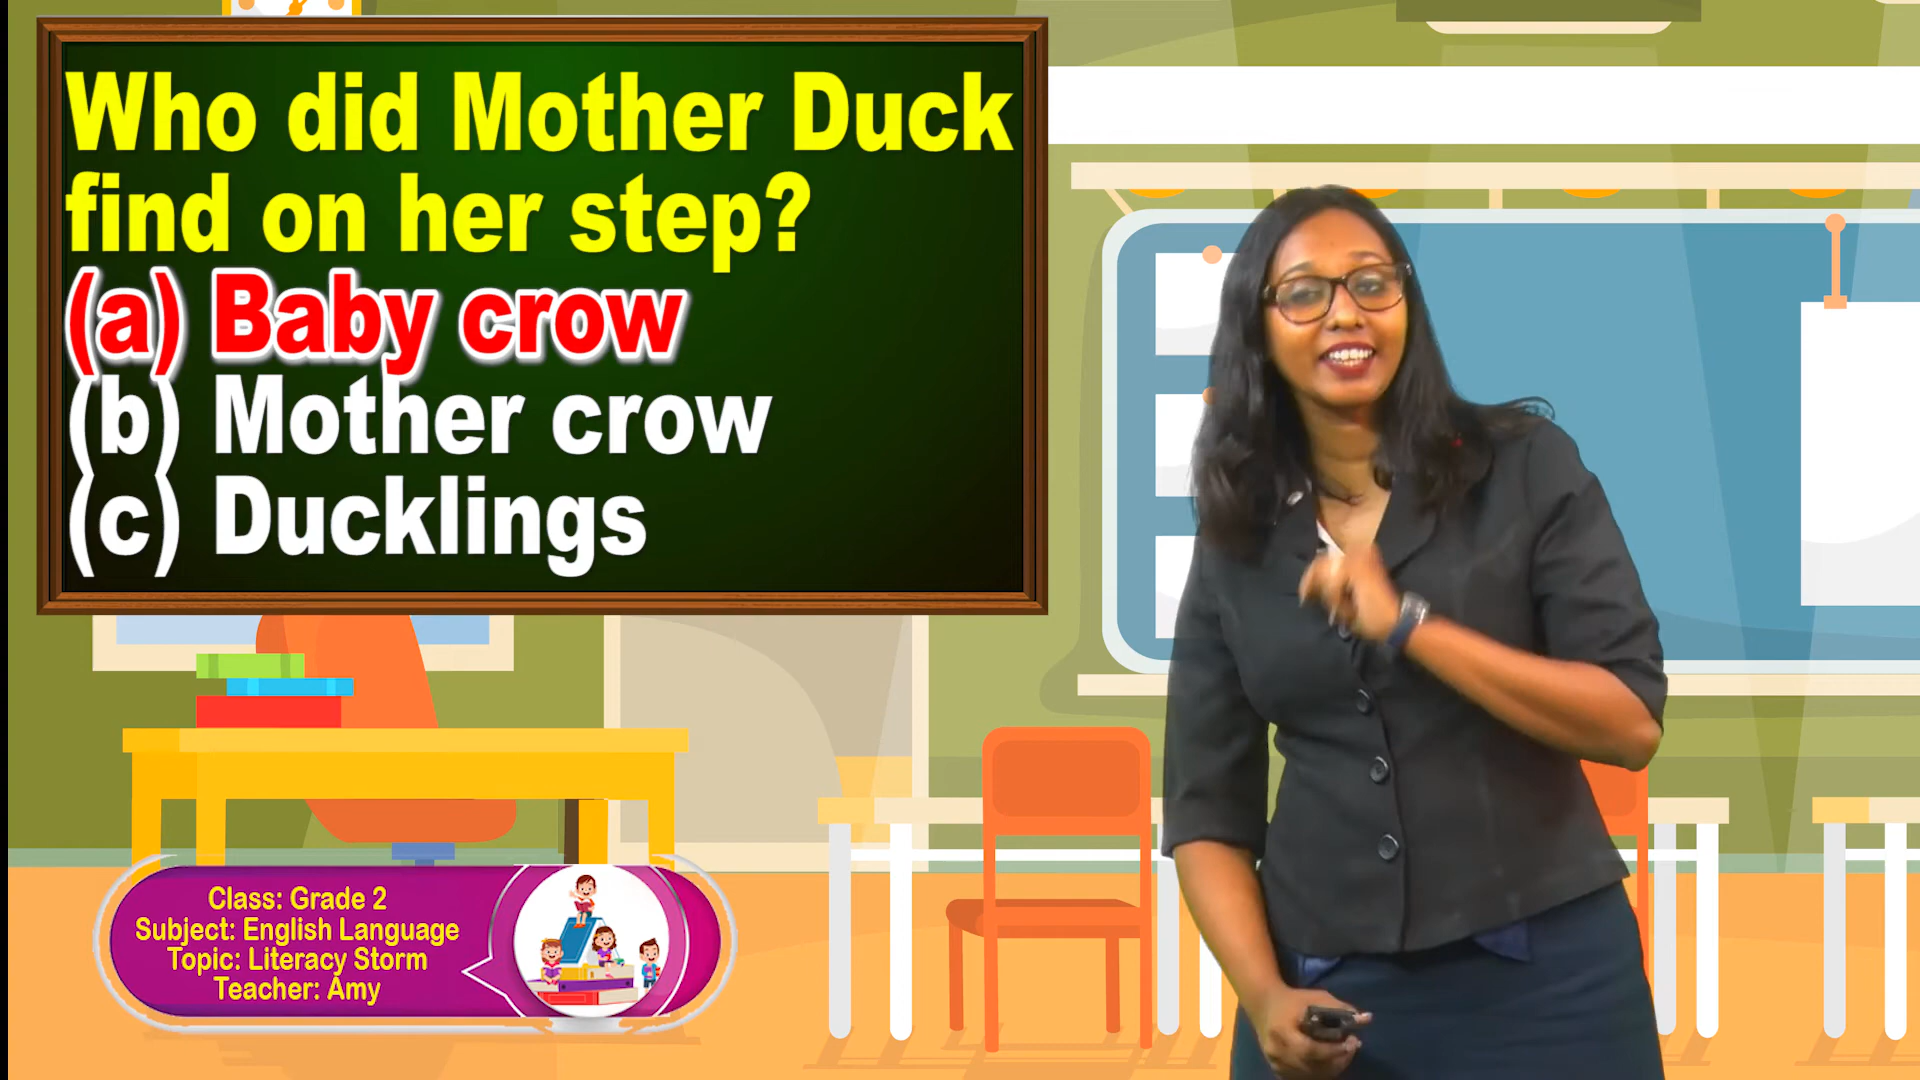 Who did Mother Duck
find on her step?
(a) Baby crow
(b) Mother crow
(c) Ducklings
Class: Grade 2
Subject: English Language
Topic: Literacy Storm
Teacher: Amy